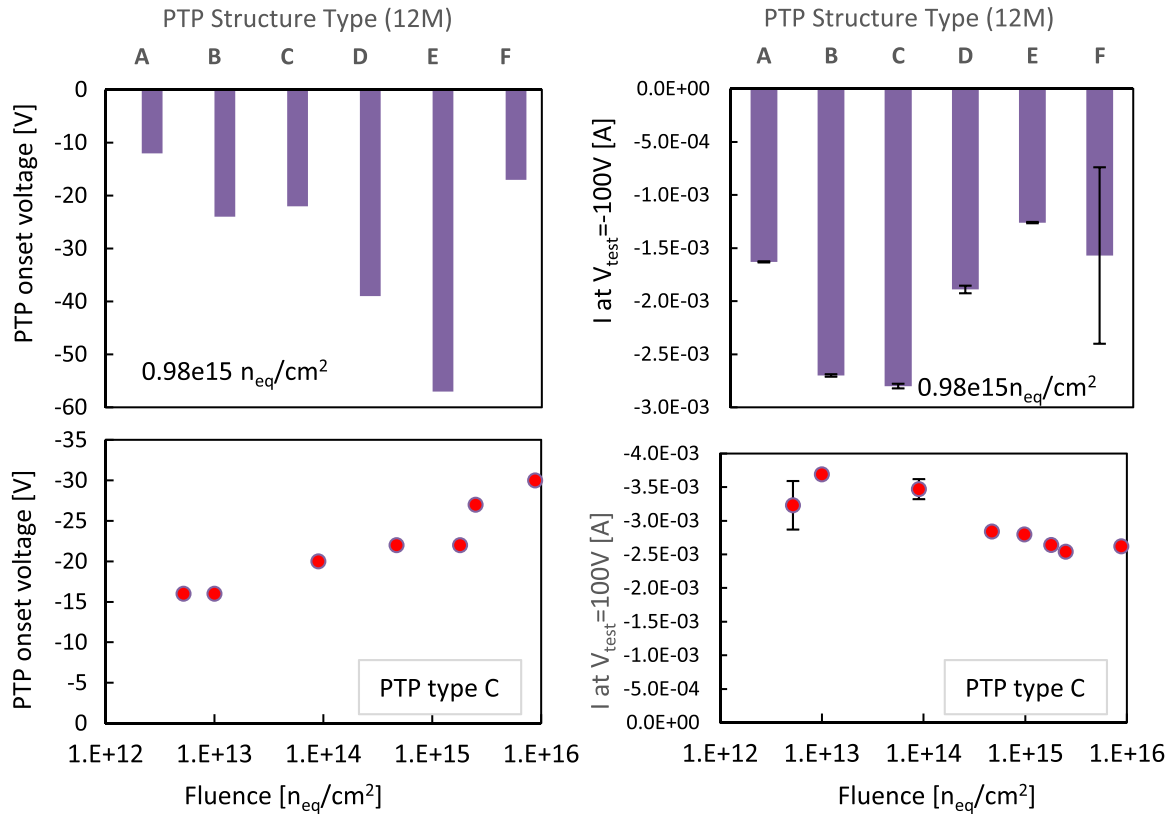 PTP Structure Type (12M)
A B C D E F
PTP onset voltage [V]
0
-10
-20
-30
-40
-50
-60
0.98e15 neq/cm2
PTP Structure Type (12M)
A B C D E F
I at Vtest=-100V [A]
0.0E+00
-5.0E-04
-1.0E-03
-1.5E-03
-2.0E-03
-2.5E-03
-3.0E-03
0.98e15neq/cm2
PTP onset voltage [V]
-35
-30
-25
-20
-15
-10
-5
0
PTP type C
1.E+12 1.E+13 1.E+14 1.E+15 1.E+16
Fluence [neq/cm2]
I at Vtest=100V [A]
-4.0E-03
-3.5E-03
-3.0E-03
-2.5E-03
-2.0E-03
-1.5E-03
-1.0E-03
-5.0E-04
0.0E+00
PTP type C
1.E+12 1.E+13 1.E+14 1.E+15 1.E+16
Fluence [neq/cm2]